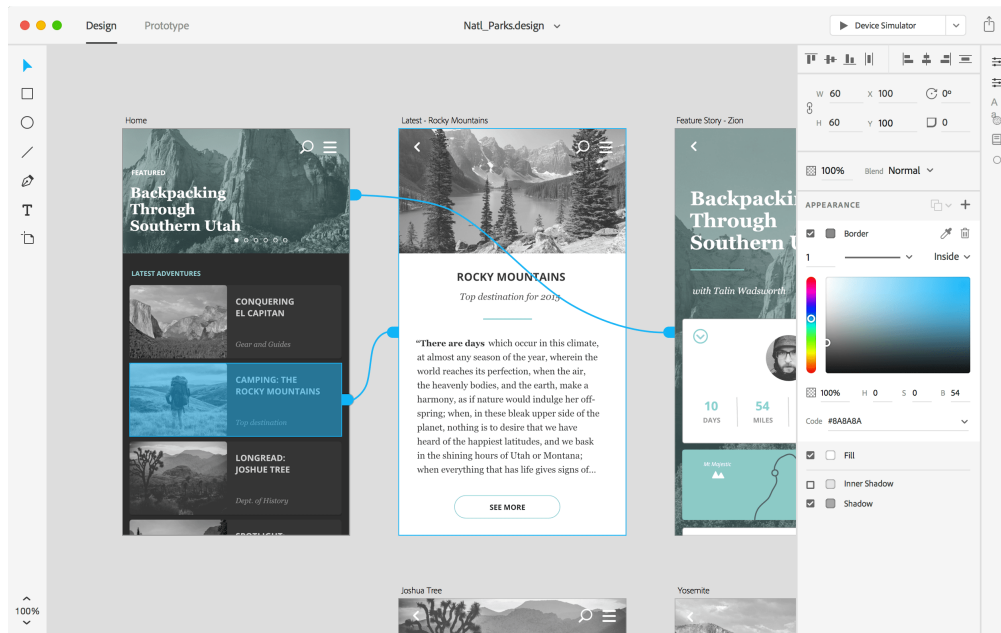 Design
Prototype
Natl_Parks.design
Device Simulator
Home
FEATURED
Backpacking
Through
Southern Utah
LATEST ADVENTURES
CONQUERING
EL CAPITAN
Gear and Guides
CAMPING: THE
ROCKY MOUNTAINS
Top destination
LONGREAD:
JOSHUA TREE
Dept. of History
SPOTLIGHT
Latest - Rocky Mountains
ROCKY MOUNTAINS
Top destination for 2015
“There are days which occur in this climate,
at almost any season of the year, wherein the
world reaches its perfection, when the air,
the heavenly bodies, and the earth, make a
harmony, as if nature would indulge her off-
spring; when, in these bleak upper side of the
planet, nothing is to desire that we have
heard of the happiest latitudes, and we bask
in the shining hours of Utah or Montana;
when everything that has life gives signs of...
SEE MORE
Feature Story - Zion
Backpacki
Through
Southern U
with Talin Wadsworth
10
DAYS
54
MILES
Mt Majestic
Joshua Tree
Yosemite
T
100%
W 60
X 100
0°
H 60
Y 100
0
100%
Blend Normal
APPEARANCE
Border
1
Inside
100%
H 0
S 0
B 54
Code #8A8A8A
Fill
Inner Shadow
Shadow
A